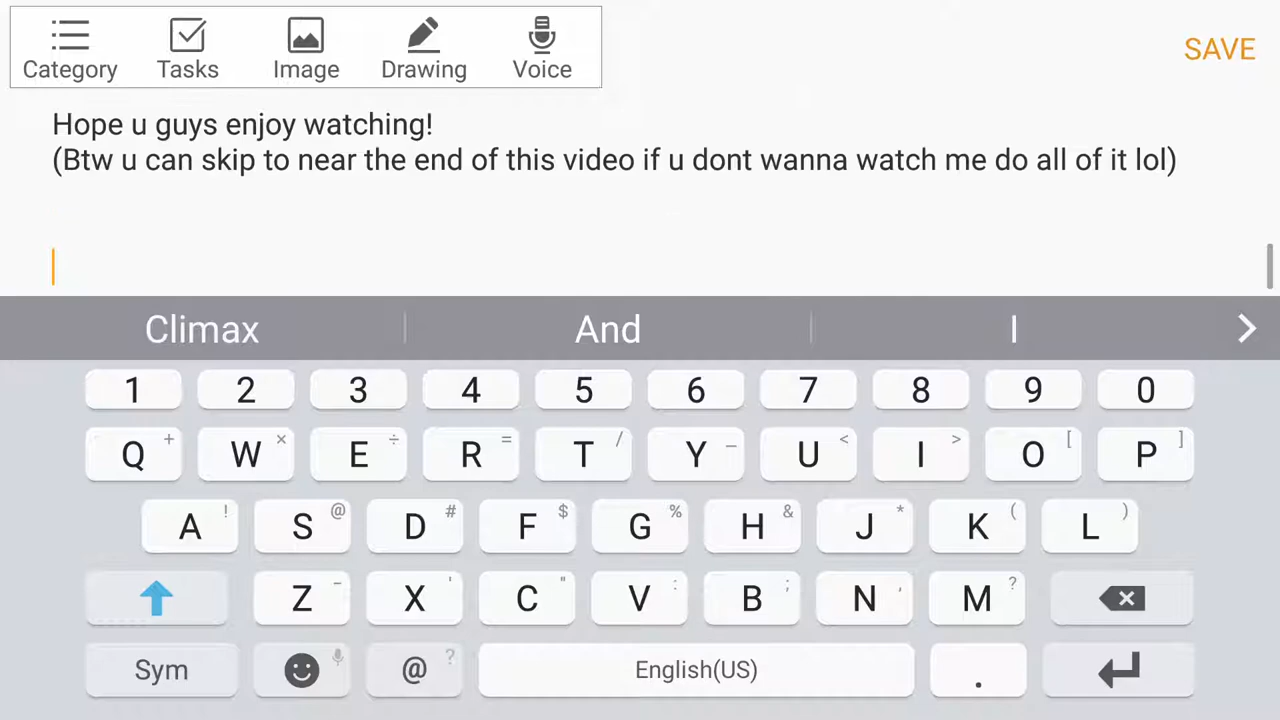 Category Tasks Image Drawing Voice
SAVE
Hope u guys enjoy watching!
(Btw u can skip to near the end of this video if u dont wanna watch me do all of it lol)
Climax And I
1 2 3 4 5 6 7 8 9 0
Q + W × E ÷ R = T / Y _ U < I > O [ P ]
A ! S @ D # F $ G % H & J * K ( L )
Z - X ' C " V : B ; N , M ?
Sym @ ? English(US) .